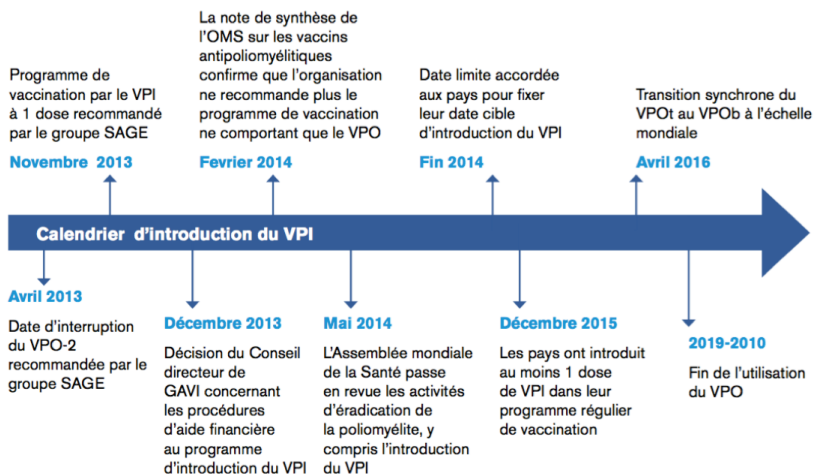 Programme de
vaccination par le VPI
à 1 dose recommandé
par le groupe SAGE
Novembre 2013
La note de synthèse de
l'OMS sur les vaccins
antipoliomyélitiques
confirme que l'organisation
ne recommande plus le
programme de vaccination
ne comportant que le VPO
Fevrier 2014
Date limite accordée
aux pays pour fixer
leur date cible
d'introduction du VPI
Fin 2014
Transition synchrone du
VPOt au VPOb à l'échelle
mondiale
Avril 2016
Calendrier d'introduction du VPI
Avril 2013
Date d'interruption
du VPO-2
recommandée par le
groupe SAGE
Décembre 2013
Décision du Conseil
directeur de
GAVI concernant
les procédures
d'aide financière
au programme
d'introduction du VPI
Mai 2014
L'Assemblée mondiale
de la Santé passe
en revue les activités
d'éradication de
la poliomyélite, y
compris l'introduction
du VPI
Décembre 2015
Les pays ont introduit
au moins 1 dose
de VPI dans leur
programme régulier
de vaccination
2019-2010
Fin de l'utilisation
du VPO